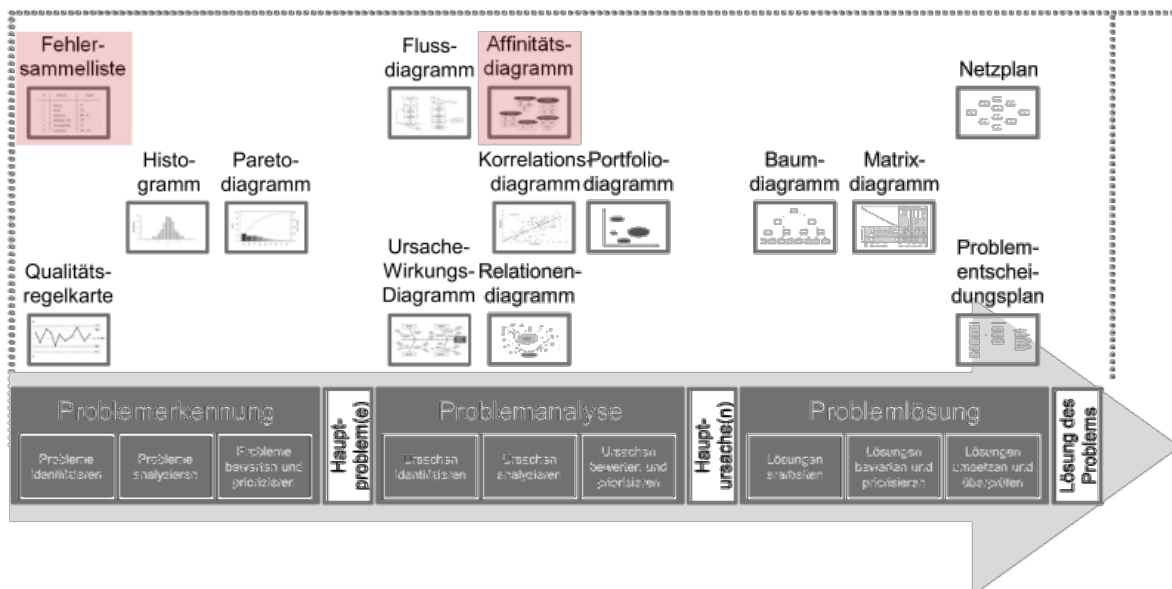 Fehler-
sammelliste
Fluss-
diagramm
Affinitäts-
diagramm
Netzplan
Histo-
gramm
Pareto-
diagramm
Korrelations-
diagramm
Portfolio-
diagramm
Baum-
diagramm
Matrix-
diagramm
Qualitäts-
regelkarte
Ursache-
Wirkungs-
Diagramm
Relationen-
diagramm
Problem-
entschei-
dungsplan
Problemerkennung
Probleme
identifizieren
Probleme
analysieren
Probleme
bewerten und
priorisieren
Haupt-
problem(e)
Problemanalyse
Ursachen
identifizieren
Ursachen
analysieren
Ursachen
bewerten und
priorisieren
Haupt-
ursache(n)
Problemlösung
Lösungen
erarbeiten
Lösungen
bewerten und
priorisieren
Lösungen
umsetzen und
überprüfen
Lösung des
Problems